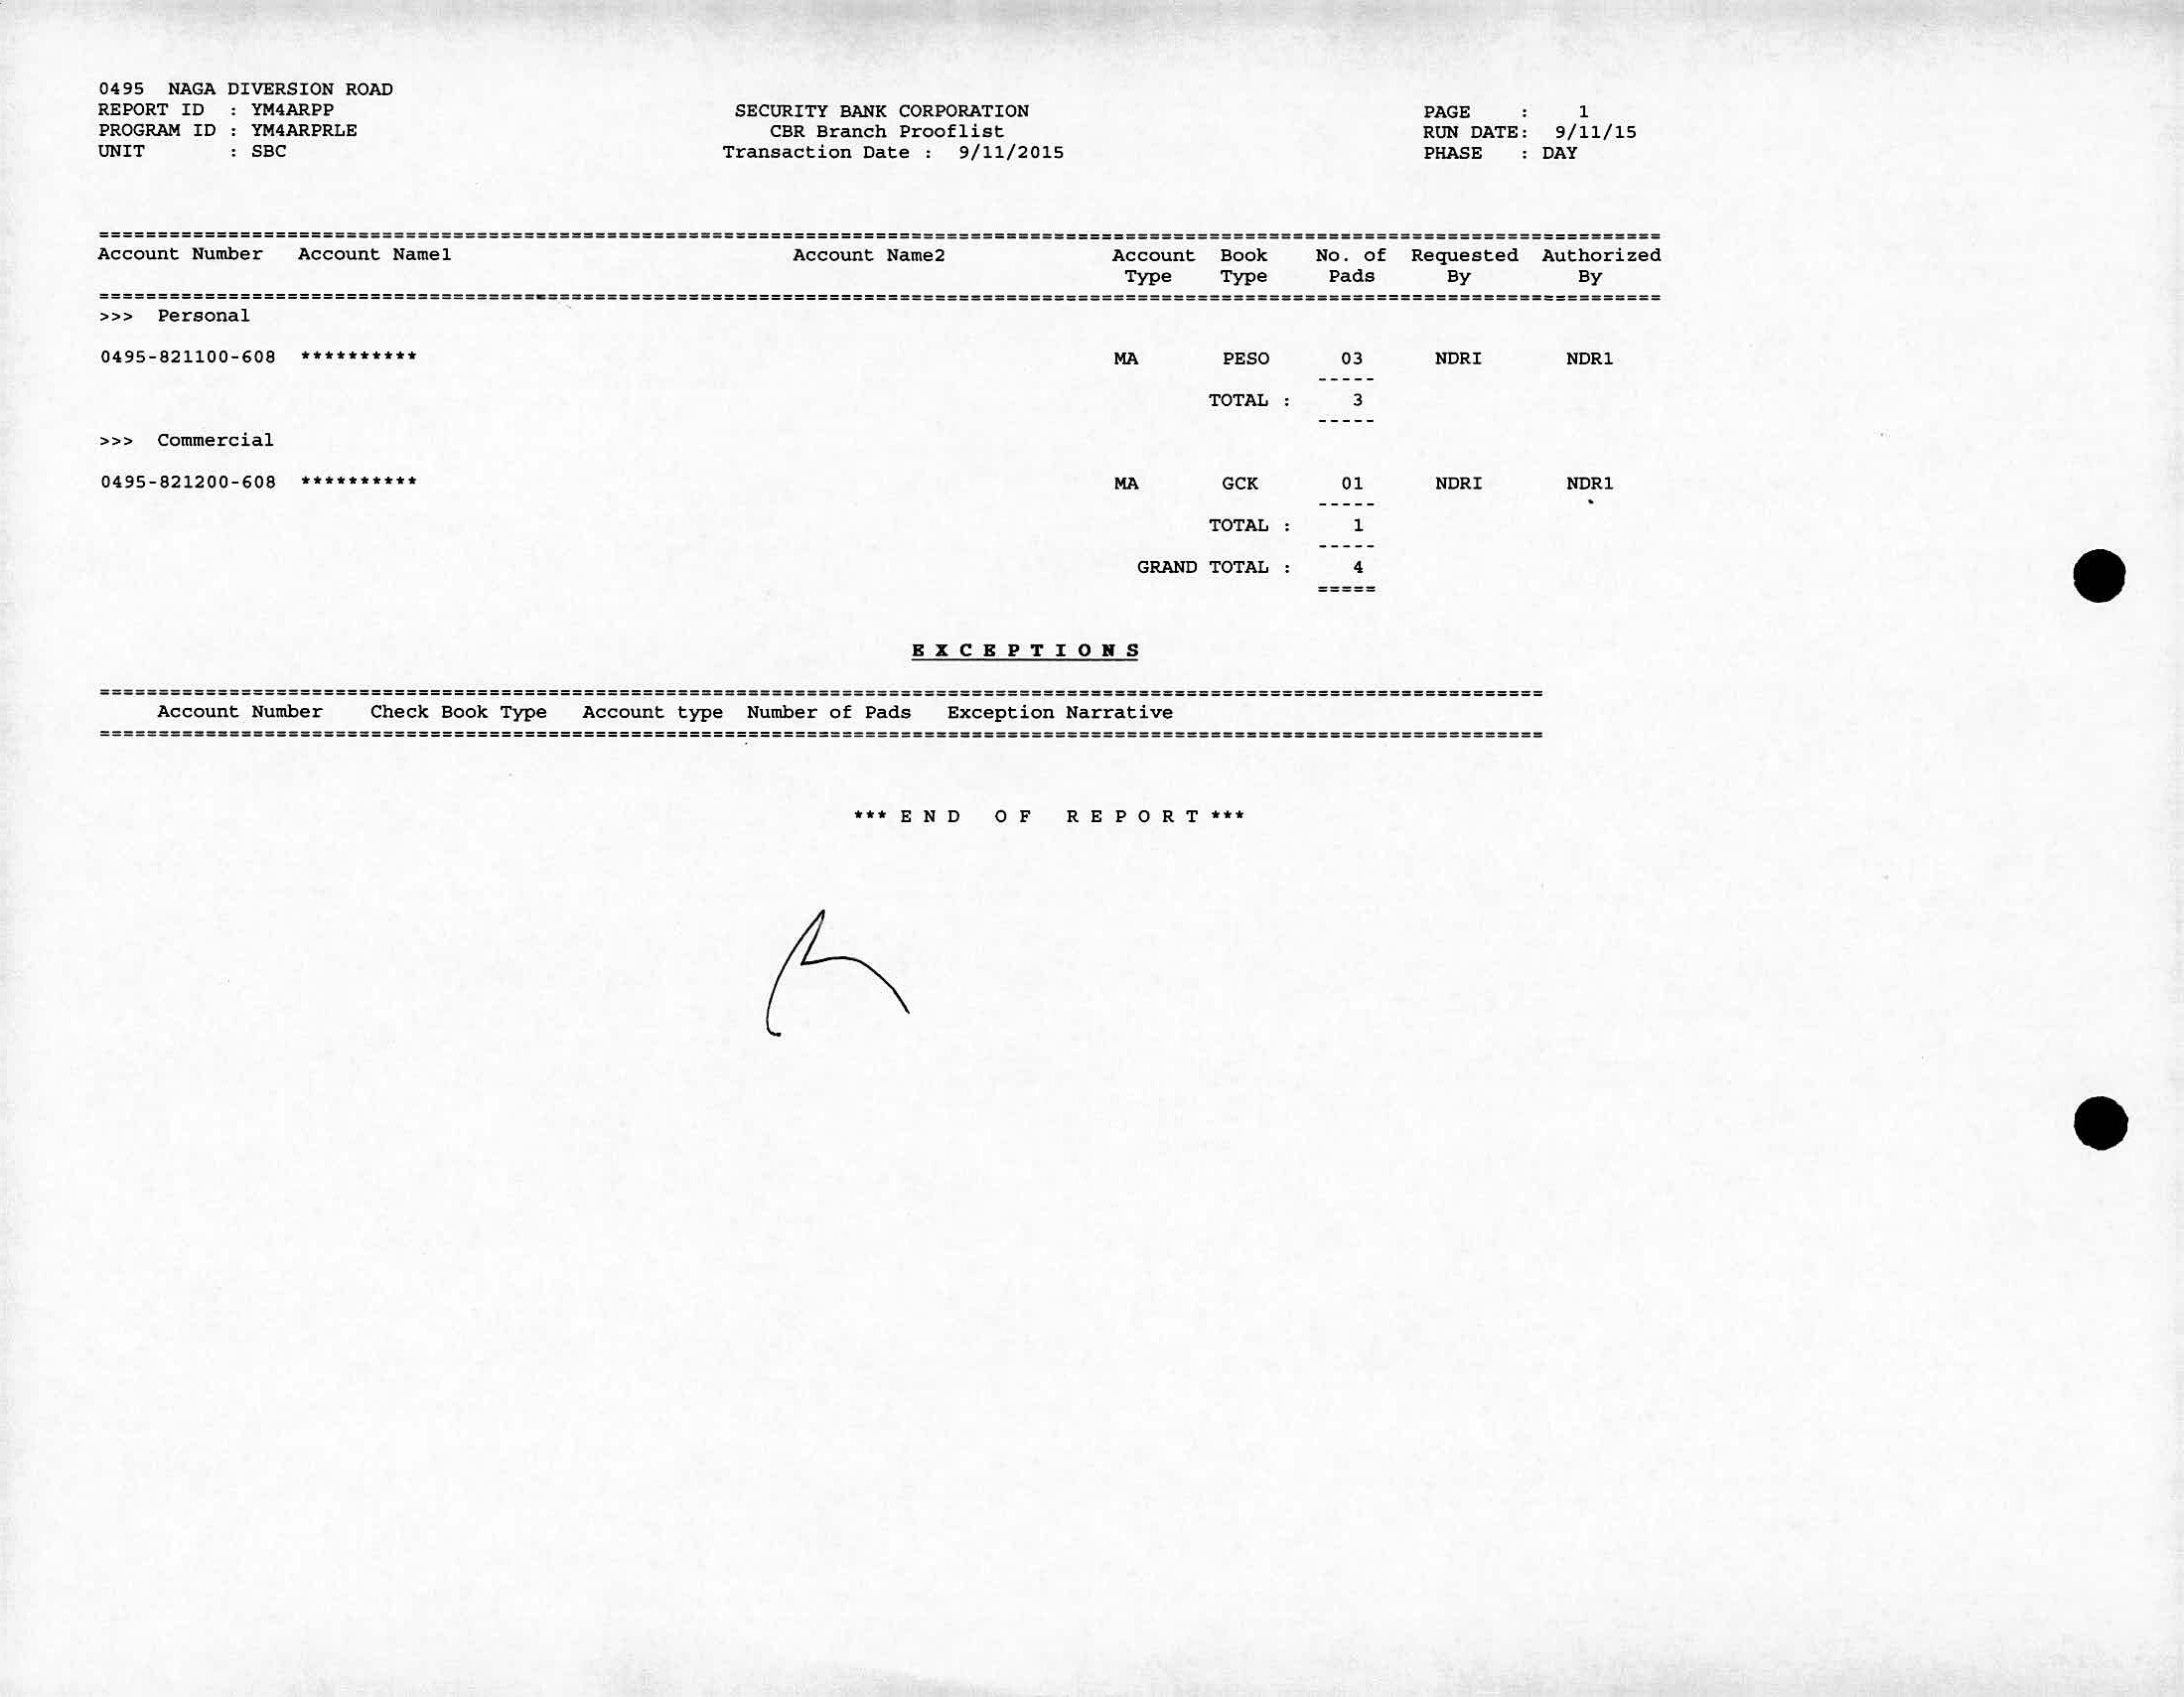 0495 NAGA DIVERSION ROAD
REPORT ID : YM4ARPP SECURITY BANK CORPORATION PAGE : 1
PROGRAM ID : YM4ARPRLE CBR Branch Prooflist RUN DATE: 9/11/15
UNIT : SBC Transaction Date : 9/11/2015 PHASE : DAY
Account Number Account Name1 Account Name2 Account Book No. of Requested Authorized
Type Type Pads By By
>>> Personal
0495-821100-608 ********** MA PESO 03 NDRI NDR1
-----
TOTAL : 3
-----
>>> Commercial
0495-821200-608 ********** MA GCK 01 NDRI NDR1
-----
TOTAL : 1
-----
GRAND TOTAL : 4
=====
E X C E P T I O N S
Account Number Check Book Type Account type Number of Pads Exception Narrative
*** E N D O F R E P O R T ***